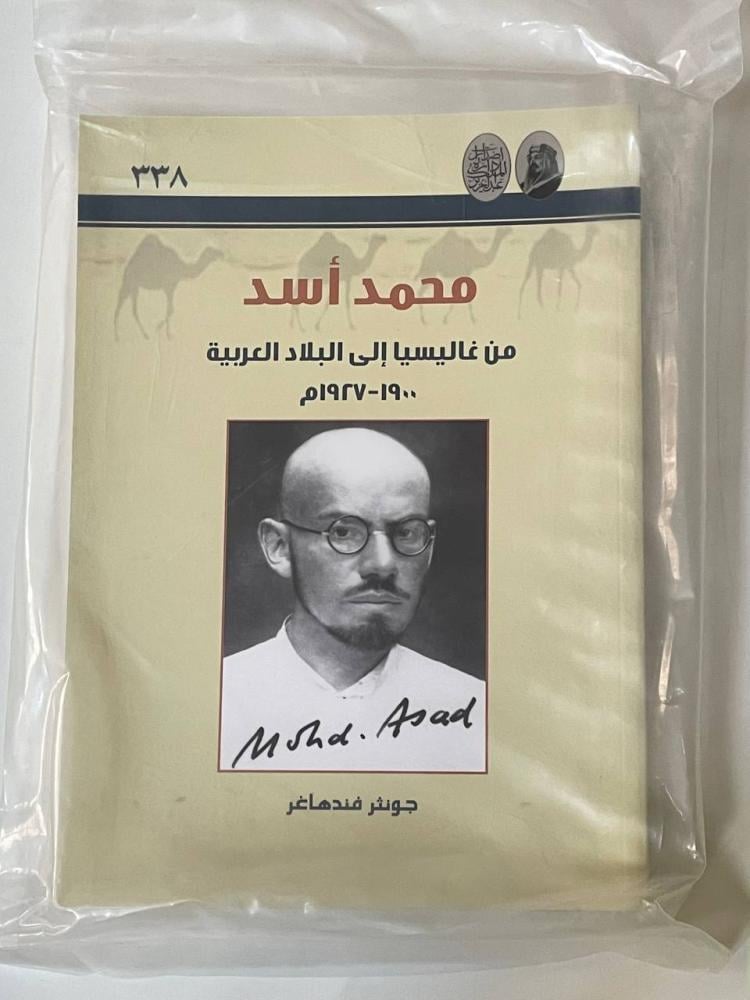 ٣٣٨
محمد أسد
من غاليسيا إلى البلاد العربية
١٩٠٠-١٩٢٧م
Mohd. Asad
جونثر فندهاغر